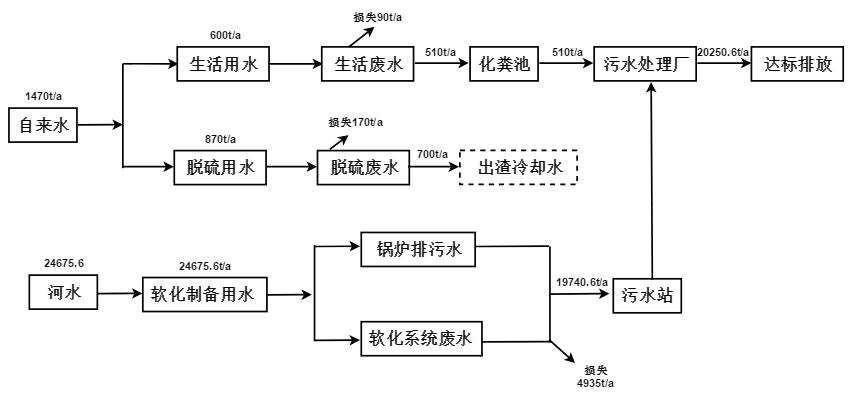 600t/a
损失90t/a
生活用水
生活废水
510t/a
化粪池
510t/a
污水处理厂
20250.6t/a
达标排放
1470t/a
自来水
870t/a
脱硫用水
损失170t/a
脱硫废水
700t/a
出渣冷却水
24675.6
河水
24675.6t/a
软化制备用水
锅炉排污水
软化系统废水
19740.6t/a
污水站
损失
4935t/a